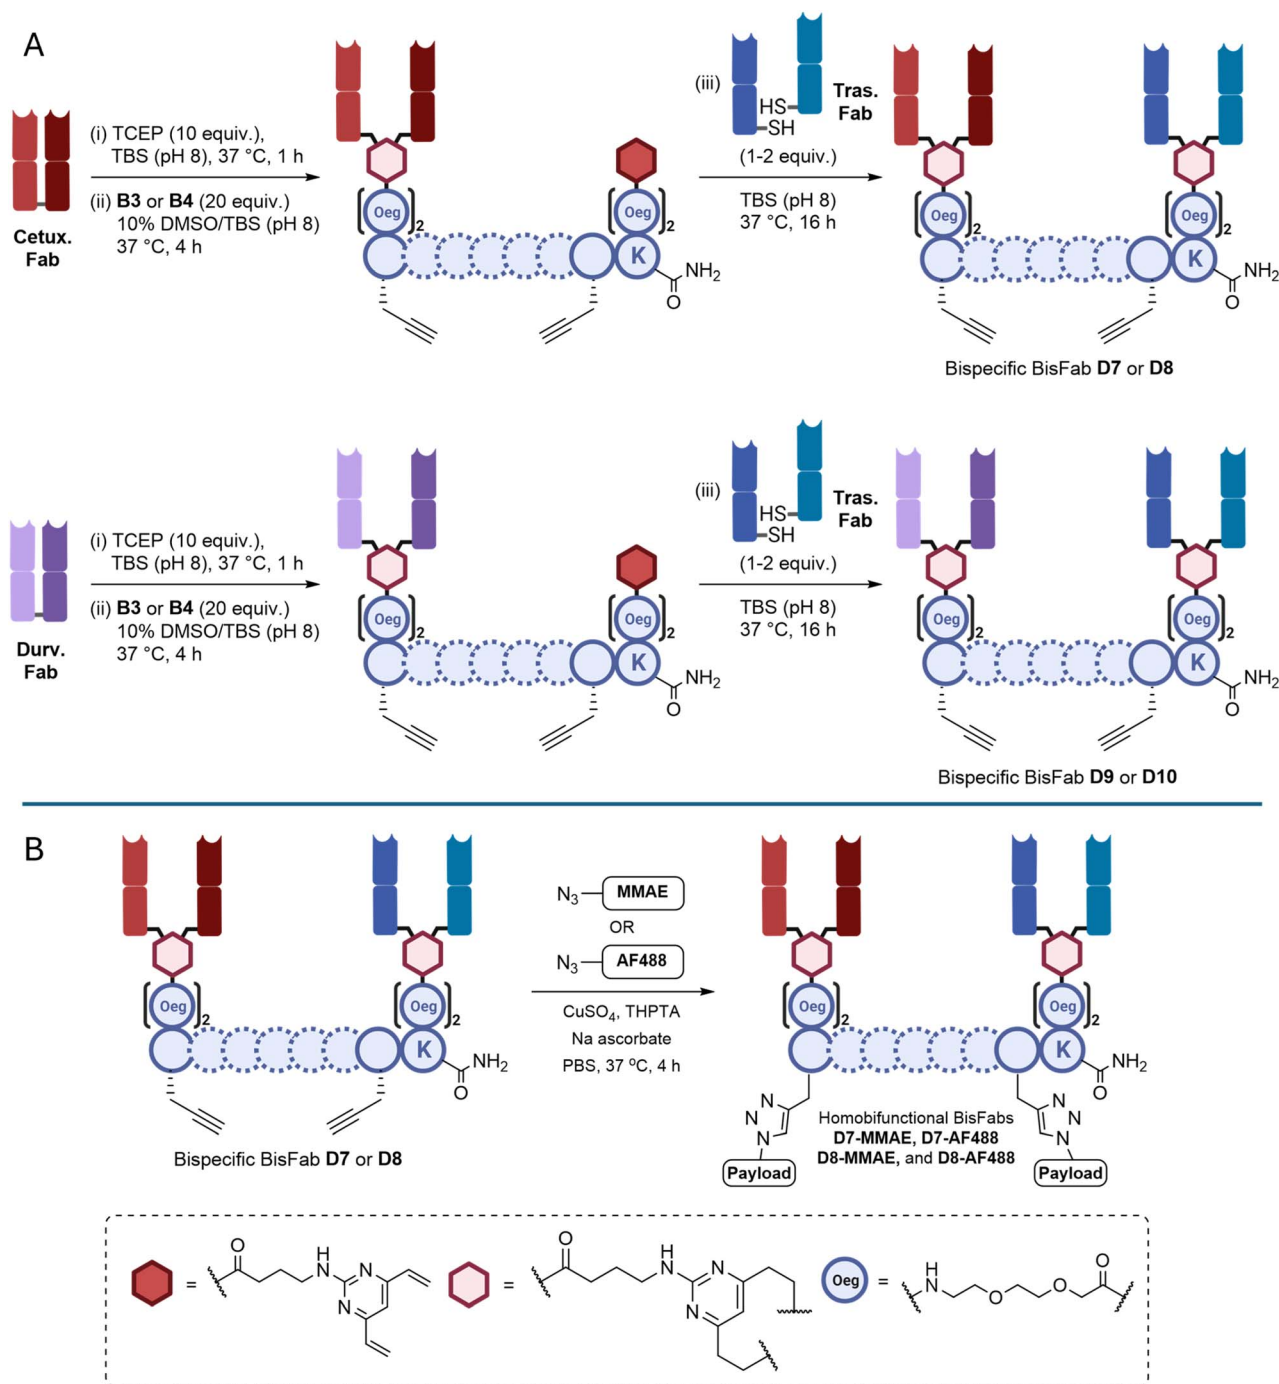 A
(i) TCEP (10 equiv.),
TBS (pH 8), 37 °C, 1 h
(ii) B3 or B4 (20 equiv.)
10% DMSO/TBS (pH 8)
37 °C, 4 h
Cetux.
Fab
Oeg
2
Oeg
2
K
NH2
O
(iii)
HS
SH
Tras.
Fab
(1-2 equiv.)
TBS (pH 8)
37 °C, 16 h
Oeg
2
Oeg
2
K
NH2
O
Bispecific BisFab D7 or D8
(i) TCEP (10 equiv.),
TBS (pH 8), 37 °C, 1 h
(ii) B3 or B4 (20 equiv.)
10% DMSO/TBS (pH 8)
37 °C, 4 h
Durv.
Fab
Oeg
2
Oeg
2
K
NH2
O
(iii)
HS
SH
Tras.
Fab
(1-2 equiv.)
TBS (pH 8)
37 °C, 16 h
Oeg
2
Oeg
2
K
NH2
O
Bispecific BisFab D9 or D10
B
Oeg
2
Oeg
2
K
NH2
O
Bispecific BisFab D7 or D8
N3 MMAE
OR
N3 AF488
CuSO4, THPTA
Na ascorbate
PBS, 37 °C, 4 h
Oeg
2
Oeg
2
K
NH2
O
N
N
N
Payload
Homobifunctional BisFabs
D7-MMAE, D7-AF488
D8-MMAE, and D8-AF488
N
N
N
Payload
=
O
H
N
N
N
=
O
H
N
N
N
Oeg
=
H
N
O
O
O